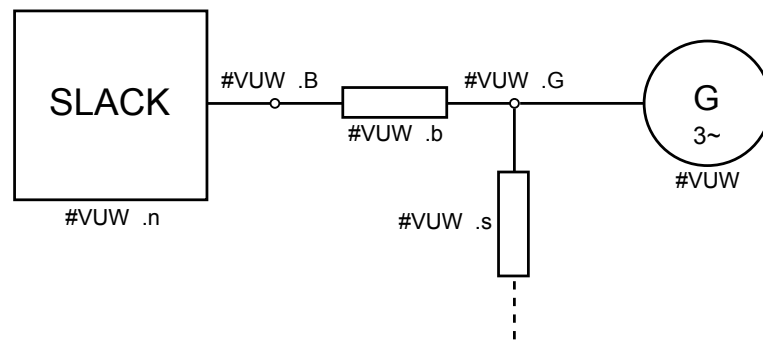 SLACK
#VUW .n
#VUW .B
#VUW .b
#VUW .G
#VUW .s
G
3~
#VUW